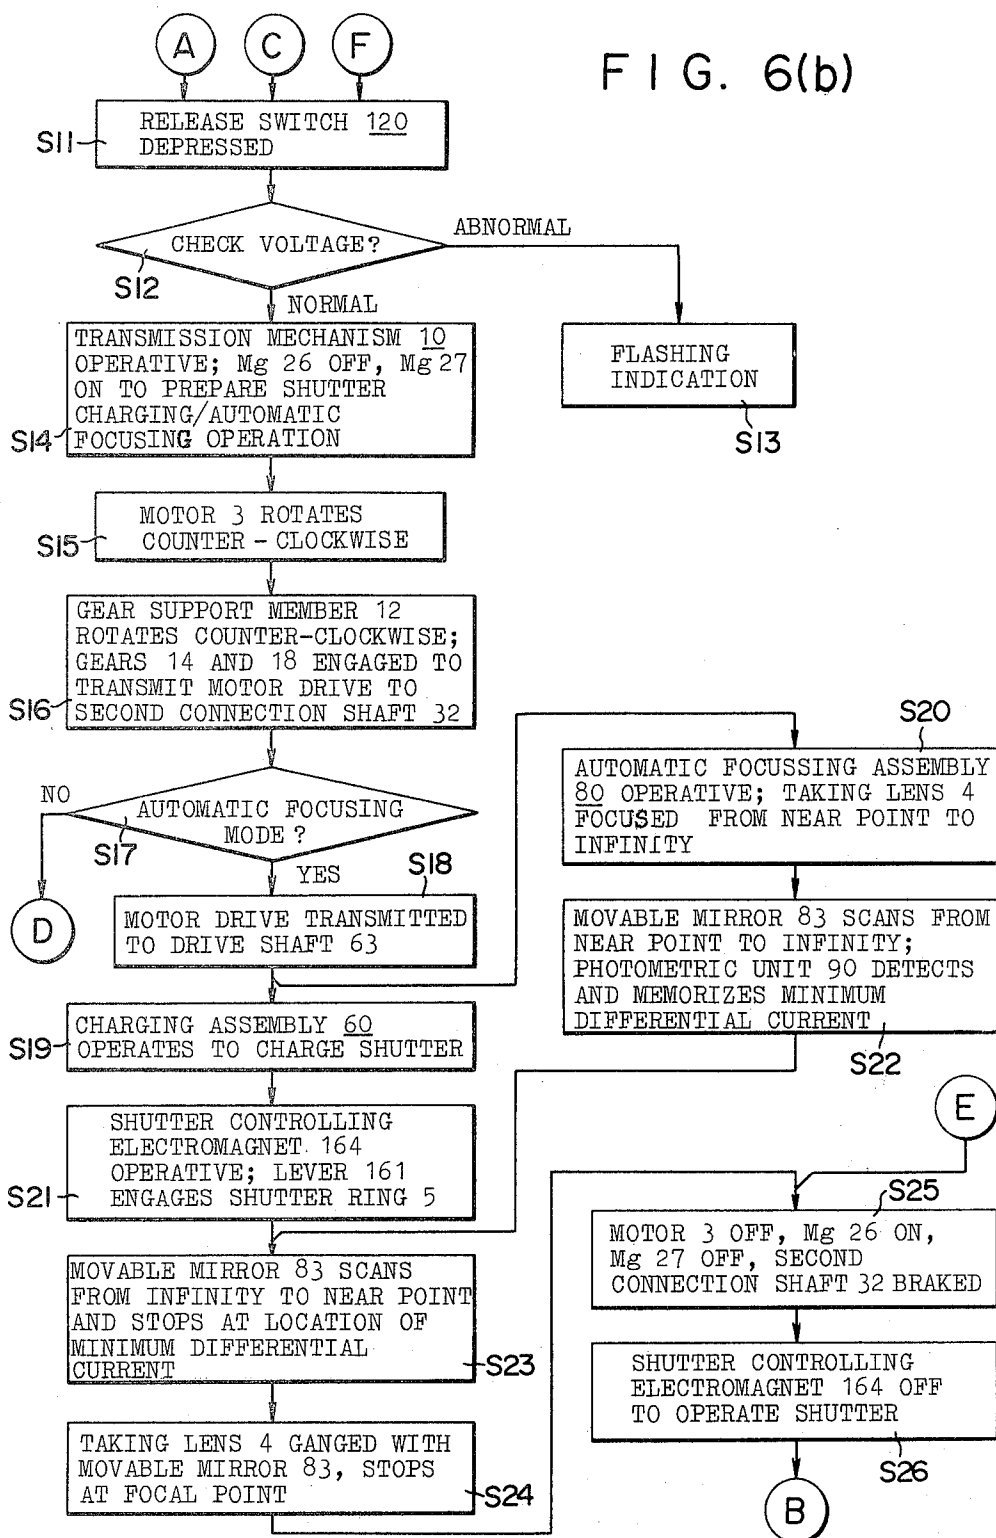 A C F
FIG. 6(b)
S11
RELEASE SWITCH 120
DEPRESSED
S12
CHECK VOLTAGE?
ABNORMAL
NORMAL
FLASHING
INDICATION
S13
S14
TRANSMISSION MECHANISM 10
OPERATIVE; Mg 26 OFF, Mg 27
ON TO PREPARE SHUTTER
CHARGING/AUTOMATIC
FOCUSING OPERATION
S15
MOTOR 3 ROTATES
COUNTER-CLOCKWISE
S16
GEAR SUPPORT MEMBER 12
ROTATES COUNTER-CLOCKWISE;
GEARS 14 AND 18 ENGAGED TO
TRANSMIT MOTOR DRIVE TO
SECOND CONNECTION SHAFT 32
S17
AUTOMATIC FOCUSING
MODE?
NO
YES
D
S18
MOTOR DRIVE TRANSMITTED
TO DRIVE SHAFT 63
S19
CHARGING ASSEMBLY 60
OPERATES TO CHARGE SHUTTER
S20
AUTOMATIC FOCUSSING ASSEMBLY
80 OPERATIVE; TAKING LENS 4
FOCUSED FROM NEAR POINT TO
INFINITY
S21
SHUTTER CONTROLLING
ELECTROMAGNET 164
OPERATIVE; LEVER 161
ENGAGES SHUTTER RING 5
MOVABLE MIRROR 83 SCANS FROM
NEAR POINT TO INFINITY;
PHOTOMETRIC UNIT 90 DETECTS
AND MEMORIZES MINIMUM
DIFFERENTIAL CURRENT
S22
MOVABLE MIRROR 83 SCANS
FROM INFINITY TO NEAR POINT
AND STOPS AT LOCATION OF
MINIMUM DIFFERENTIAL
CURRENT
S23
TAKING LENS 4 GANGED WITH
MOVABLE MIRROR 83, STOPS
AT FOCAL POINT
S24
E
S25
MOTOR 3 OFF, Mg 26 ON,
Mg 27 OFF, SECOND
CONNECTION SHAFT 32 BRAKED
SHUTTER CONTROLLING
ELECTROMAGNET 164 OFF
TO OPERATE SHUTTER
S26
B